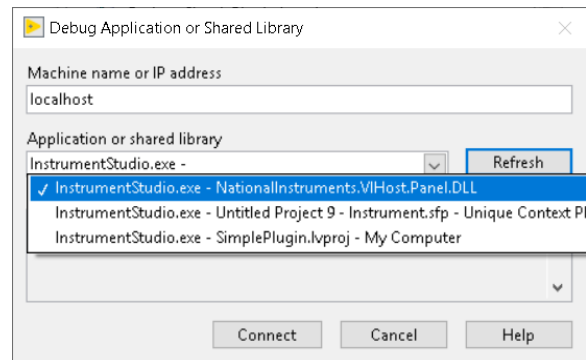 Debug Application or Shared Library
Machine name or IP address
localhost
Application or shared library
InstrumentStudio.exe -
Refresh
InstrumentStudio.exe - NationalInstruments.VIHost.Panel.DLL
InstrumentStudio.exe - Untitled Project 9 - Instrument.sfp - Unique Context Pl
InstrumentStudio.exe - SimplePlugin.lvproj - My Computer
Connect
Cancel
Help